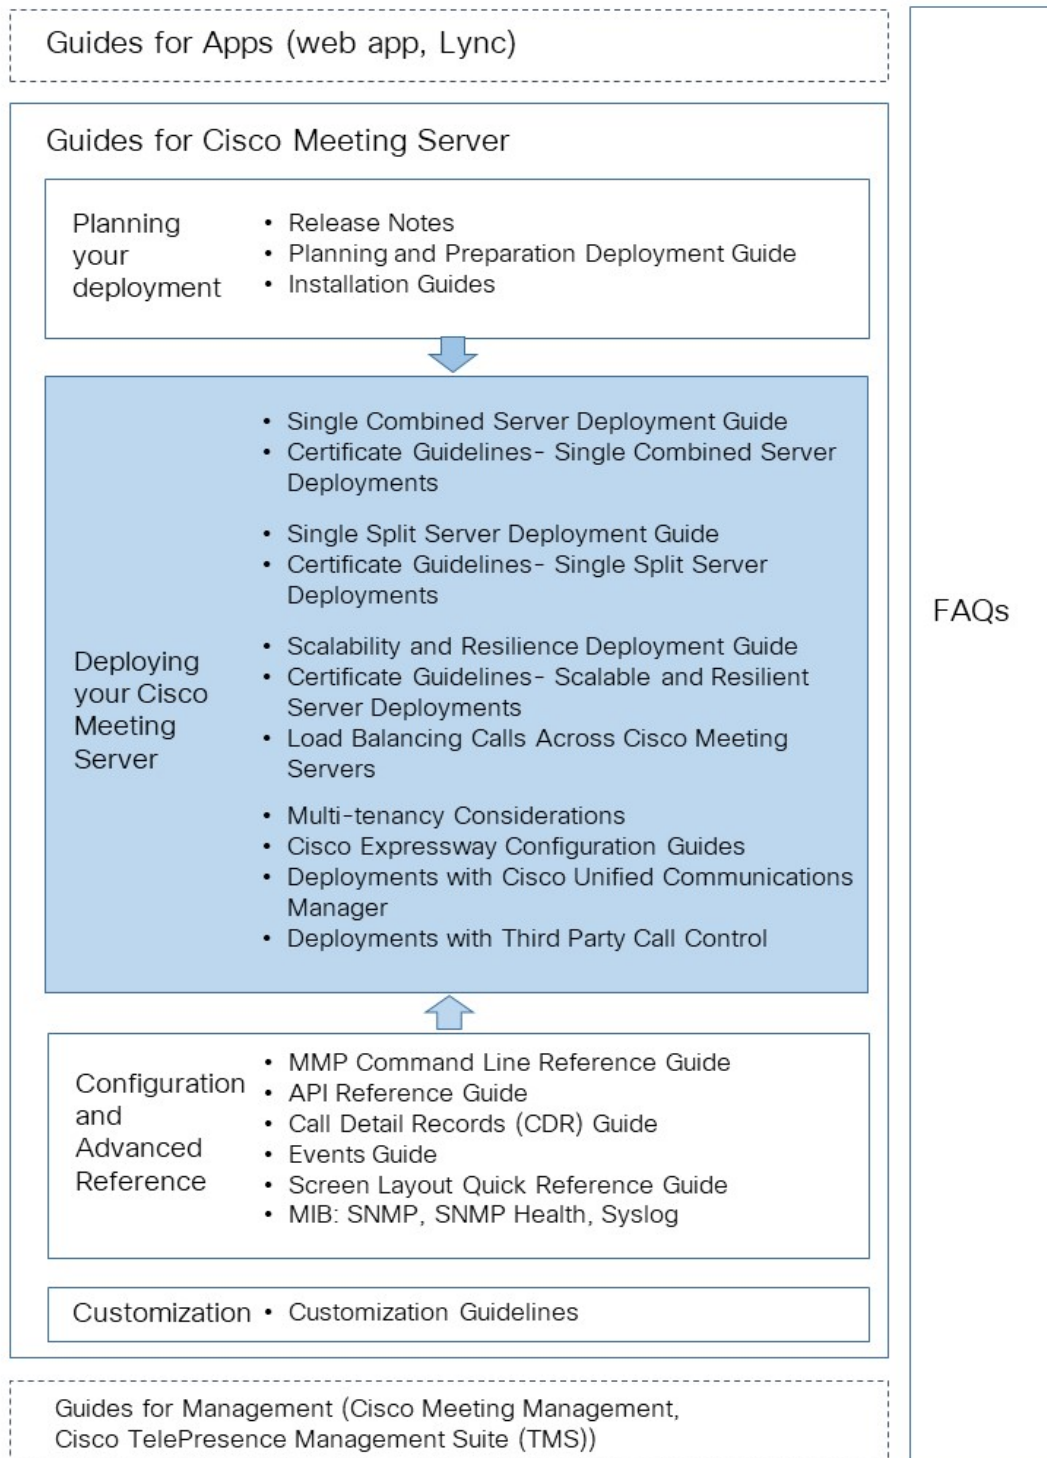 Guides for Apps (web app, Lync)
Guides for Cisco Meeting Server
Planning
your
deployment
• Release Notes
• Planning and Preparation Deployment Guide
• Installation Guides
Deploying
your Cisco
Meeting
Server
• Single Combined Server Deployment Guide
• Certificate Guidelines- Single Combined Server
Deployments
• Single Split Server Deployment Guide
• Certificate Guidelines- Single Split Server
Deployments
• Scalability and Resilience Deployment Guide
• Certificate Guidelines- Scalable and Resilient
Server Deployments
• Load Balancing Calls Across Cisco Meeting
Servers
• Multi-tenancy Considerations
• Cisco Expressway Configuration Guides
• Deployments with Cisco Unified Communications
Manager
• Deployments with Third Party Call Control
Configuration
and
Advanced
Reference
• MMP Command Line Reference Guide
• API Reference Guide
• Call Detail Records (CDR) Guide
• Events Guide
• Screen Layout Quick Reference Guide
• MIB: SNMP, SNMP Health, Syslog
Customization
• Customization Guidelines
Guides for Management (Cisco Meeting Management,
Cisco TelePresence Management Suite (TMS))
FAQs